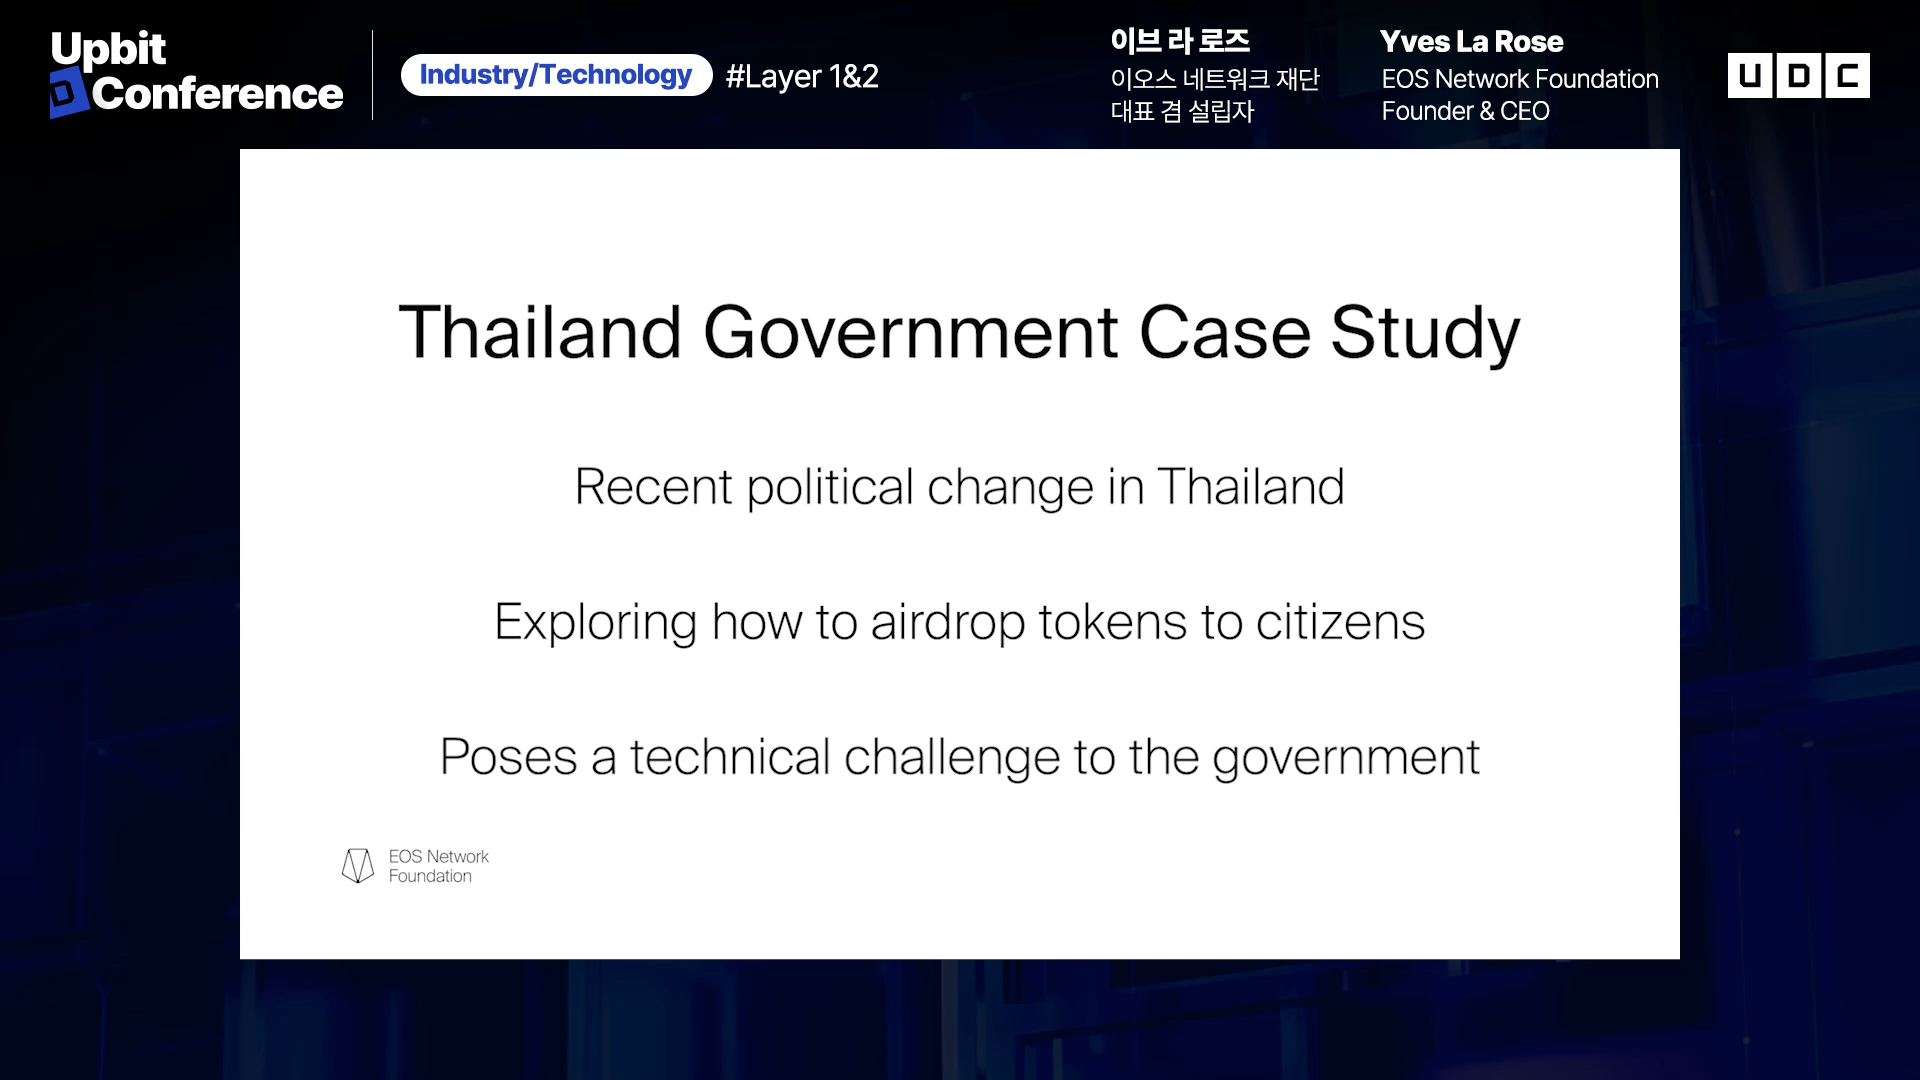 Upbit
D Conference
Industry/Technology #Layer 1&2
이브 라 로즈
이오스 네트워크 재단
대표 겸 설립자
Yves La Rose
EOS Network Foundation
Founder & CEO
UDC
Thailand Government Case Study
Recent political change in Thailand
Exploring how to airdrop tokens to citizens
Poses a technical challenge to the government
EOS Network
Foundation